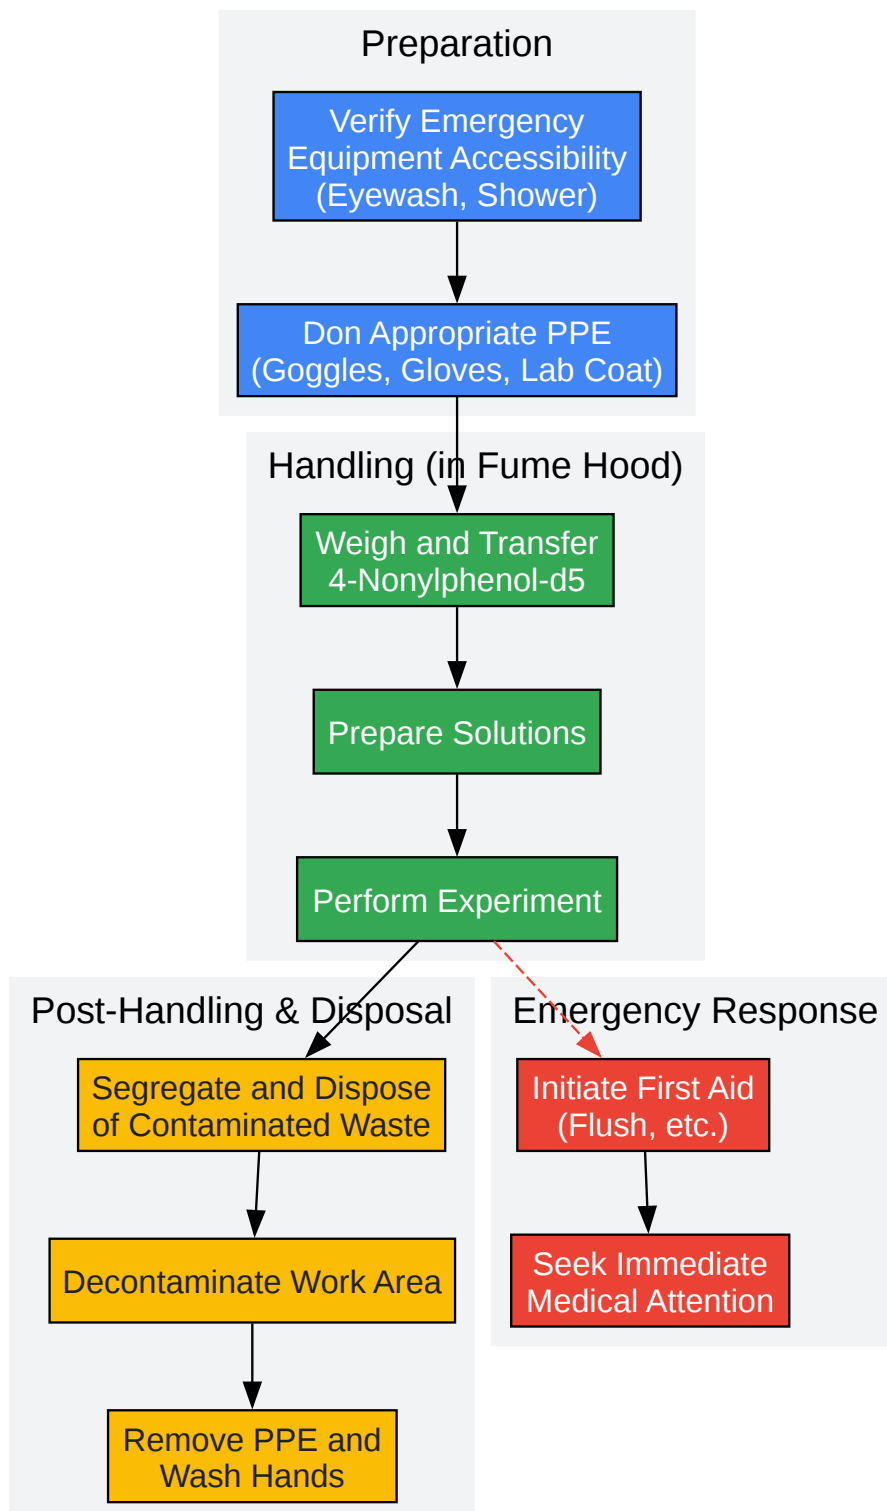 Preparation
Verify Emergency
Equipment Accessibility
(Eyewash, Shower)
Don Appropriate PPE
(Goggles, Gloves, Lab Coat)
Handling (in Fume Hood)
Weigh and Transfer
4-Nonylphenol-d5
Prepare Solutions
Perform Experiment
Post-Handling & Disposal
Segregate and Dispose
of Contaminated Waste
Decontaminate Work Area
Remove PPE and
Wash Hands
Emergency Response
Initiate First Aid
(Flush, etc.)
Seek Immediate
Medical Attention